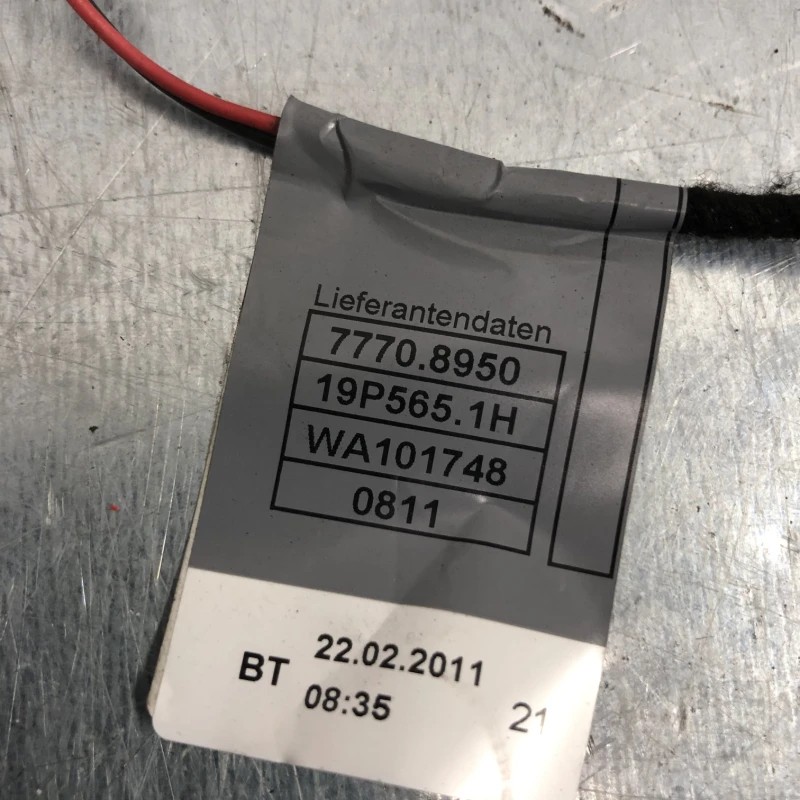 Lieferantendaten
7770.8950
19P565.1H
WA101748
0811
22.02.2011
BT
08:35
21